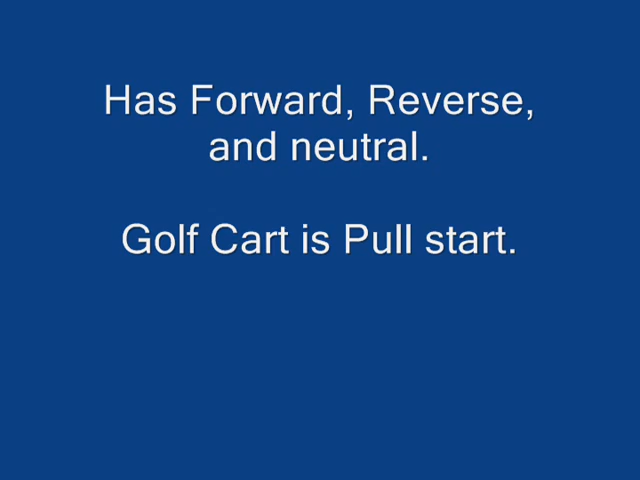 Has Forward, Reverse,
and neutral.
Golf Cart is Pull start.